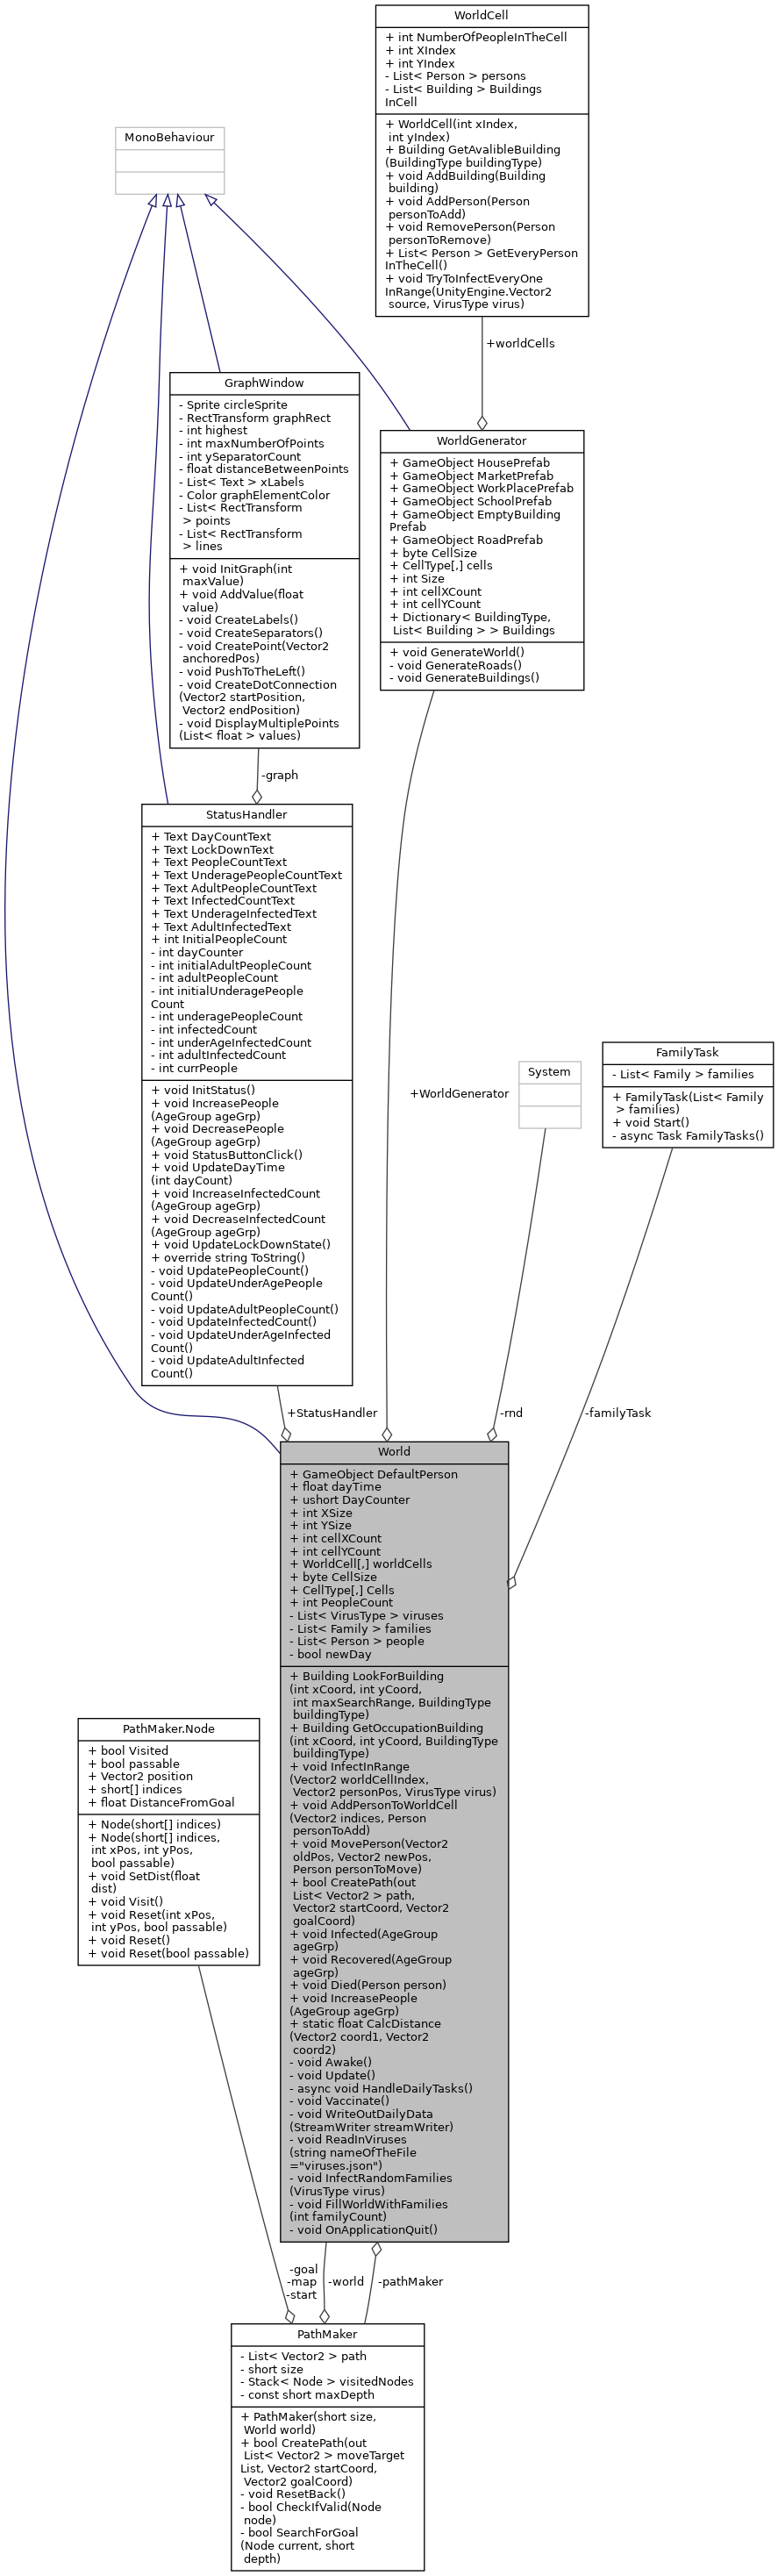 WorldCell
+ int NumberOfPeopleInTheCell
+ int XIndex
+ int YIndex
- List< Person > persons
- List< Building > Buildings
InCell
+ WorldCell(int xIndex,
int yIndex)
+ Building GetAvalibleBuilding
(BuildingType buildingType)
+ void AddBuilding(Building
building)
+ void AddPerson(Person
personToAdd)
+ void RemovePerson(Person
personToRemove)
+ List< Person > GetEveryPerson
InTheCell()
+ void TryToInfectEveryOne
InRange(UnityEngine.Vector2
source, VirusType virus)
MonoBehaviour
+worldCells
GraphWindow
- Sprite circleSprite
- RectTransform graphRect
- int highest
- int maxNumberOfPoints
- int ySeparatorCount
- float distanceBetweenPoints
- List< Text > xLabels
- Color graphElementColor
- List< RectTransform
> points
- List< RectTransform
> lines
+ void InitGraph(int
maxValue)
+ void AddValue(float
value)
- void CreateLabels()
- void CreateSeparators()
- void CreatePoint(Vector2
anchoredPos)
- void PushToTheLeft()
- void CreateDotConnection
(Vector2 startPosition,
Vector2 endPosition)
- void DisplayMultiplePoints
(List< float > values)
WorldGenerator
+ GameObject HousePrefab
+ GameObject MarketPrefab
+ GameObject WorkPlacePrefab
+ GameObject SchoolPrefab
+ GameObject EmptyBuilding
Prefab
+ GameObject RoadPrefab
+ byte CellSize
+ CellType[,] cells
+ int Size
+ int cellXCount
+ int cellYCount
+ Dictionary< BuildingType,
List< Building > > Buildings
+ void GenerateWorld()
- void GenerateRoads()
- void GenerateBuildings()
-graph
StatusHandler
+ Text DayCountText
+ Text LockDownText
+ Text PeopleCountText
+ Text UnderagePeopleCountText
+ Text AdultPeopleCountText
+ Text InfectedCountText
+ Text UnderageInfectedText
+ Text AdultInfectedText
+ int InitialPeopleCount
- int dayCounter
- int initialAdultPeopleCount
- int adultPeopleCount
- int initialUnderagePeople
Count
- int underagePeopleCount
- int infectedCount
- int underAgeInfectedCount
- int adultInfectedCount
- int currPeople
+ void InitStatus()
+ void IncreasePeople
(AgeGroup ageGrp)
+ void DecreasePeople
(AgeGroup ageGrp)
+ void StatusButtonClick()
+ void UpdateDayTime
(int dayCount)
+ void IncreaseInfectedCount
(AgeGroup ageGrp)
+ void DecreaseInfectedCount
(AgeGroup ageGrp)
+ void UpdateLockDownState()
+ override string ToString()
- void UpdatePeopleCount()
- void UpdateUnderAgePeople
Count()
- void UpdateAdultPeopleCount()
- void UpdateInfectedCount()
- void UpdateUnderAgeInfected
Count()
- void UpdateAdultInfected
Count()
+WorldGenerator
System
FamilyTask
- List< Family > families
+ FamilyTask(List< Family
> families)
+ void Start()
- async Task FamilyTasks()
+StatusHandler
-rnd
-familyTask
World
+ GameObject DefaultPerson
+ float dayTime
+ ushort DayCounter
+ int XSize
+ int YSize
+ int cellXCount
+ int cellYCount
+ WorldCell[,] worldCells
+ byte CellSize
+ CellType[,] Cells
+ int PeopleCount
- List< VirusType > viruses
- List< Family > families
- List< Person > people
- bool newDay
+ Building LookForBuilding
(int xCoord, int yCoord,
int maxSearchRange, BuildingType
buildingType)
+ Building GetOccupationBuilding
(int xCoord, int yCoord, BuildingType
buildingType)
+ void InfectInRange
(Vector2 worldCellIndex,
Vector2 personPos, VirusType virus)
+ void AddPersonToWorldCell
(Vector2 indices, Person
personToAdd)
+ void MovePerson(Vector2
oldPos, Vector2 newPos,
Person personToMove)
+ bool CreatePath(out
List< Vector2 > path,
Vector2 startCoord, Vector2
goalCoord)
+ void Infected(AgeGroup
ageGrp)
+ void Recovered(AgeGroup
ageGrp)
+ void Died(Person person)
+ void IncreasePeople
(AgeGroup ageGrp)
+ static float CalcDistance
(Vector2 coord1, Vector2
coord2)
- void Awake()
- void Update()
- async void HandleDailyTasks()
- void Vaccinate()
- void WriteOutDailyData
(StreamWriter streamWriter)
- void ReadInViruses
(string nameOfTheFile
="viruses.json")
- void InfectRandomFamilies
(VirusType virus)
- void FillWorldWithFamilies
(int familyCount)
- void OnApplicationQuit()
PathMaker.Node
+ bool Visited
+ bool passable
+ Vector2 position
+ short[] indices
+ float DistanceFromGoal
+ Node(short[] indices)
+ Node(short[] indices,
int xPos, int yPos,
bool passable)
+ void SetDist(float
dist)
+ void Visit()
+ void Reset(int xPos,
int yPos, bool passable)
+ void Reset()
+ void Reset(bool passable)
-goal
-map
-start
-world
-pathMaker
PathMaker
- List< Vector2 > path
- short size
- Stack< Node > visitedNodes
- const short maxDepth
+ PathMaker(short size,
World world)
+ bool CreatePath(out
List< Vector2 > moveTarget
List, Vector2 startCoord,
Vector2 goalCoord)
- void ResetBack()
- bool CheckIfValid(Node
node)
- bool SearchForGoal
(Node current, short
depth)